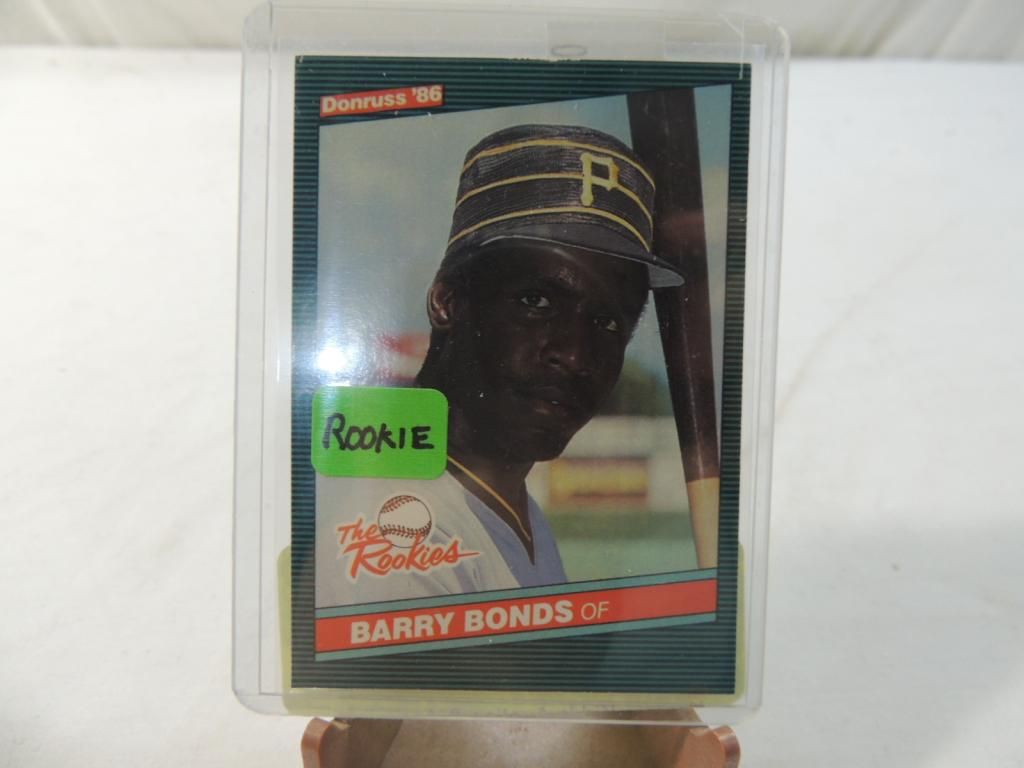 Donruss '86
P
ROOKIE
The
Rookies
BARRY BONDS OF